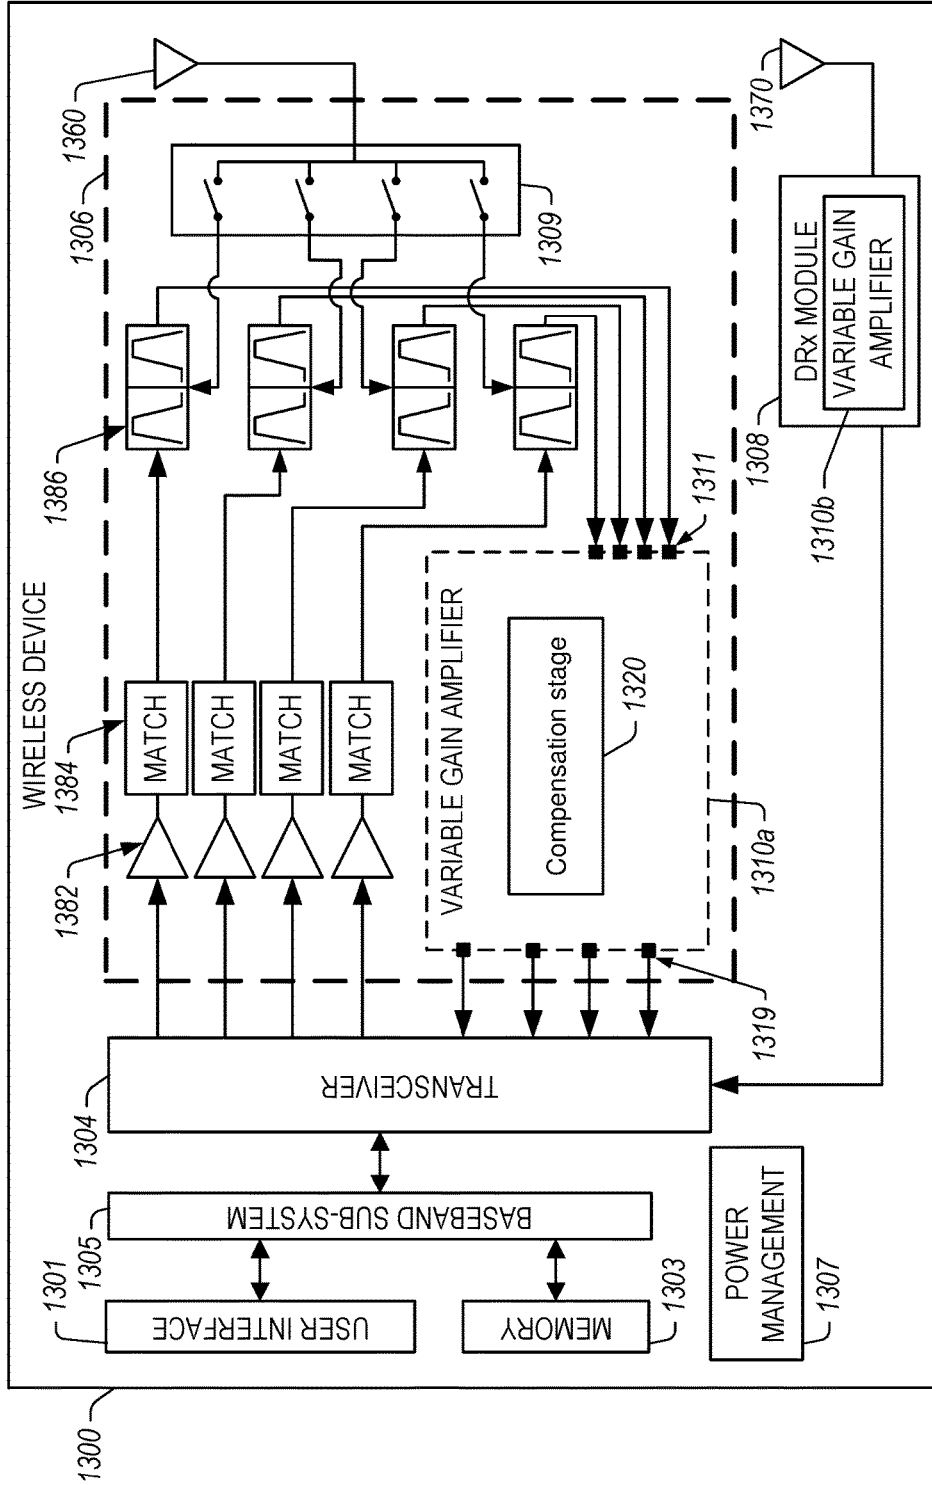 1300
WIRELESS DEVICE
1301
USER INTERFACE
1305
BASEBAND SUB-SYSTEM
MEMORY
1303
POWER
MANAGEMENT
1307
1304
TRANSCEIVER
1382
1384
MATCH
MATCH
MATCH
MATCH
1386
1306
1360
1309
VARIABLE GAIN AMPLIFIER
Compensation stage
1320
1310a
1311
1319
1370
DRx MODULE
VARIABLE GAIN
AMPLIFIER
1308
1310b